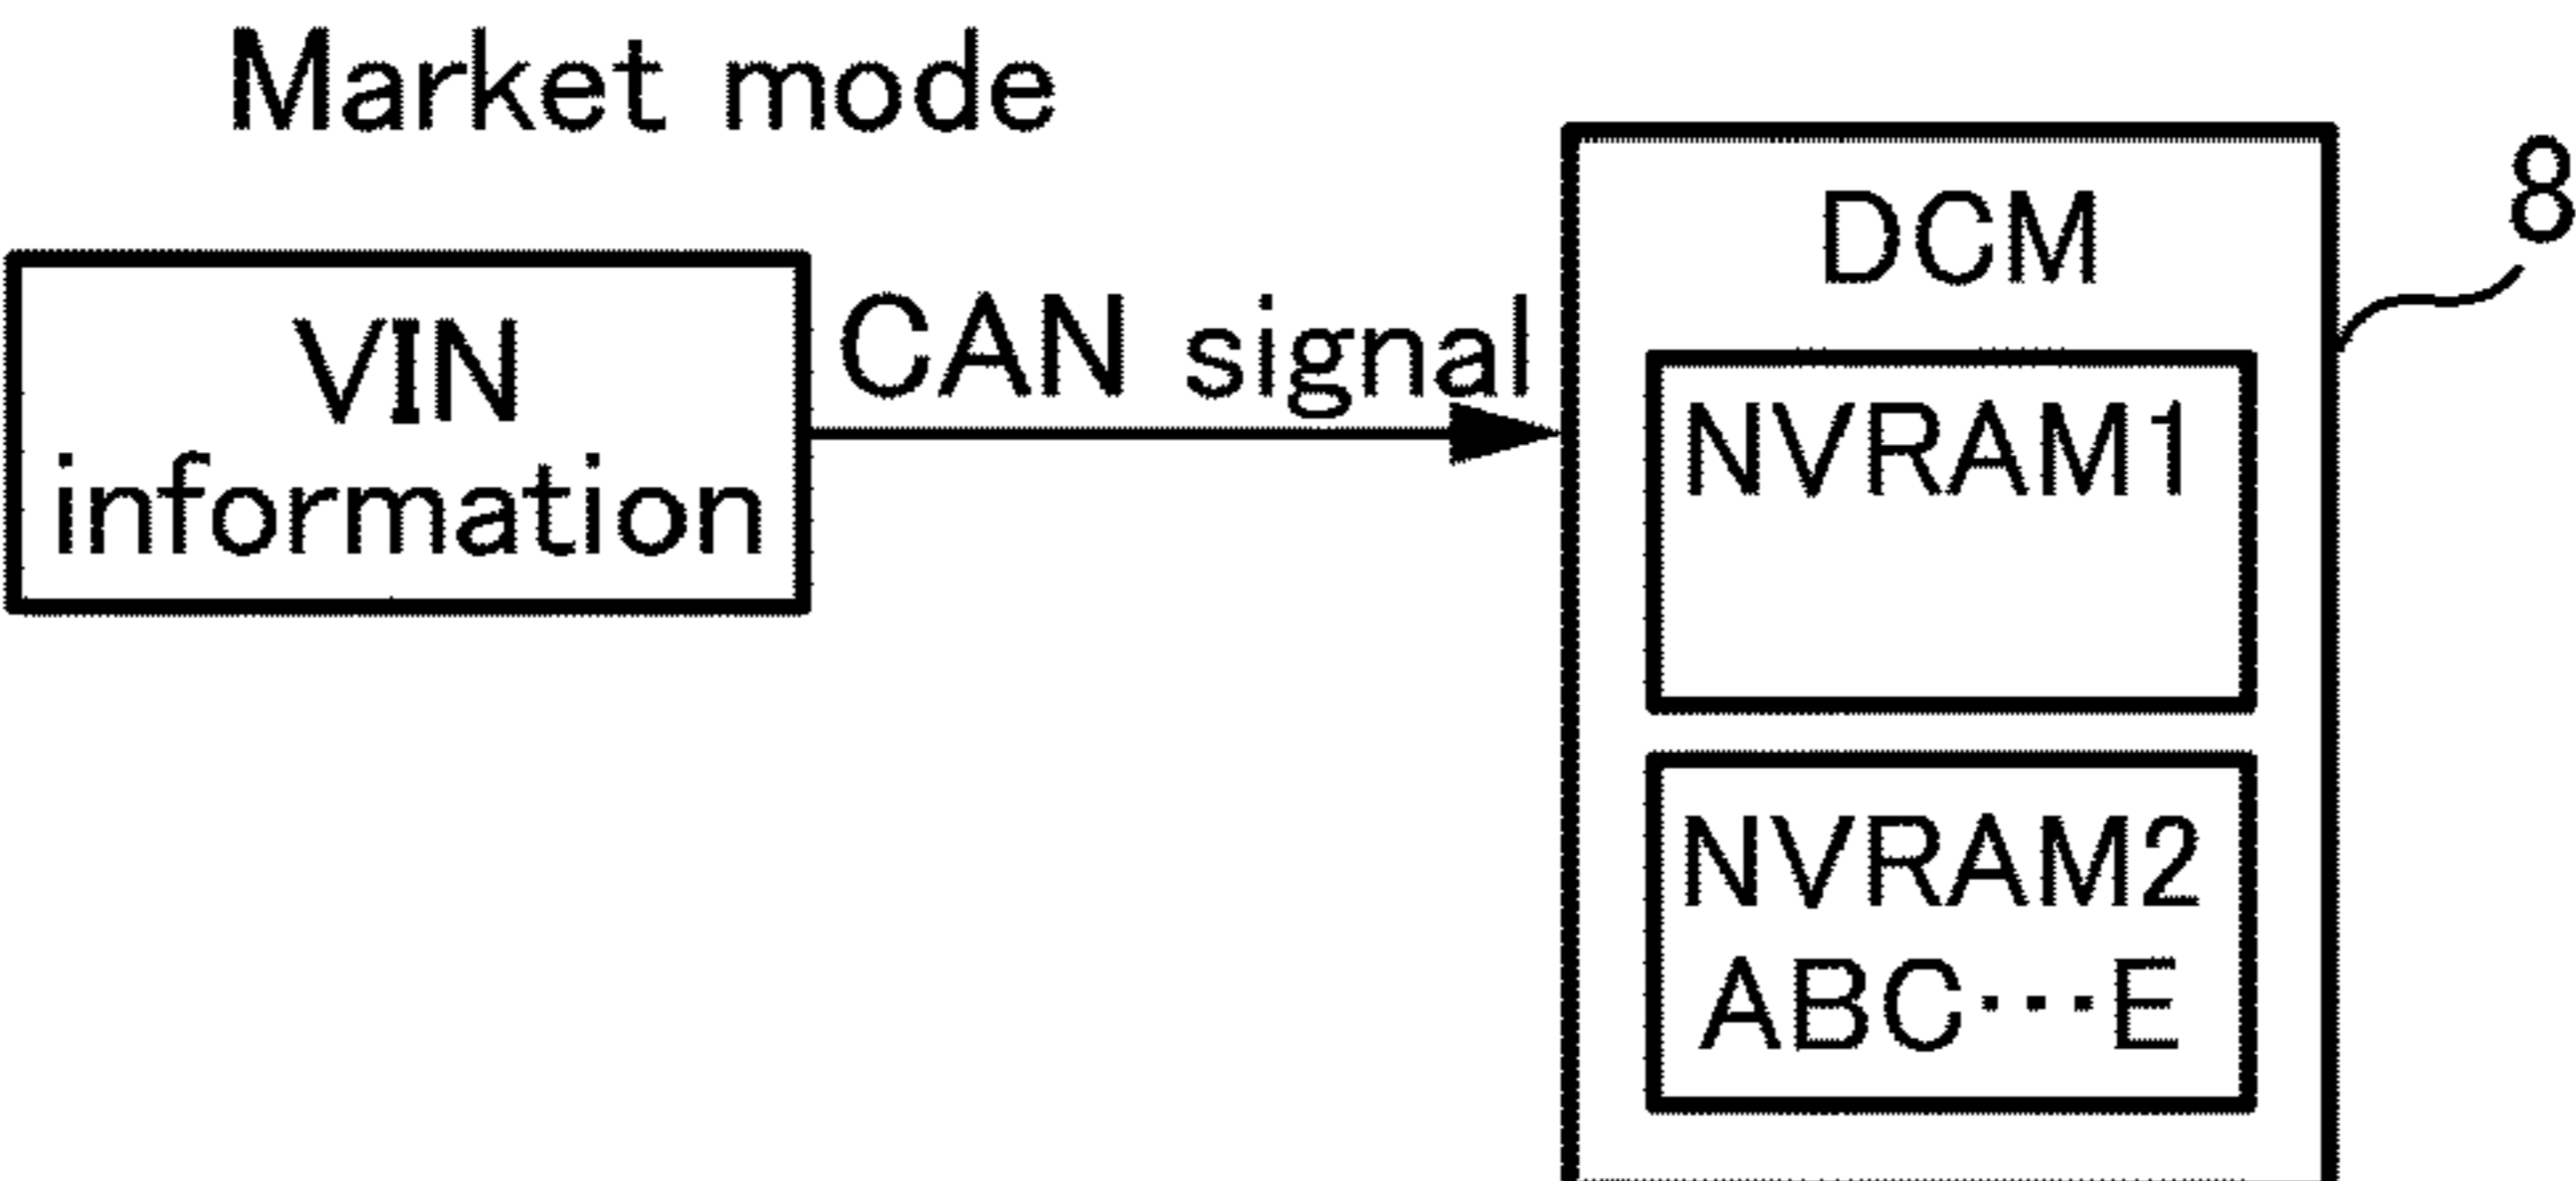 Market mode
VIN
information
CAN signal
DCM
8
NVRAM1
NVRAM2
ABC･･･E